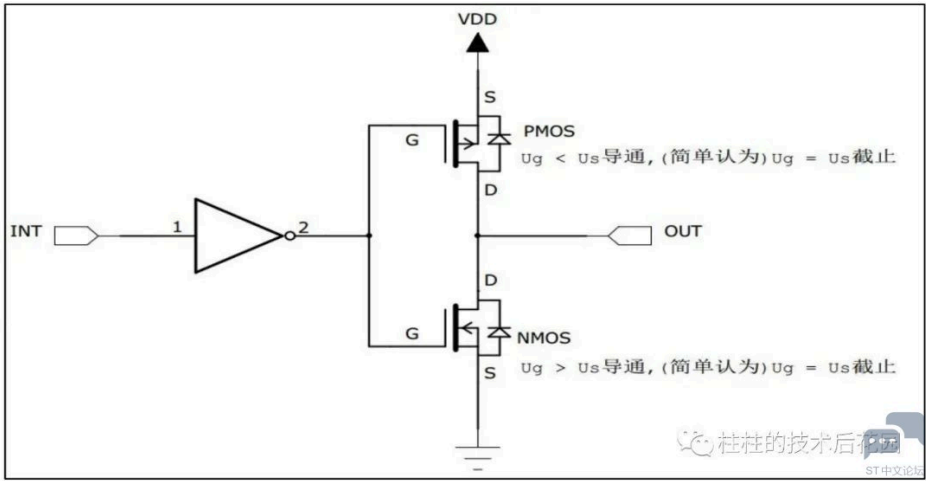 VDD
S
PMOS
G
Ug < Us导通,(简单认为)Ug = Us截止
D
INT
1
2
OUT
D
G
NMOS
S
Ug > Us导通,(简单认为)Ug = Us截止
柱柱的技术后花园
ST中文论坛